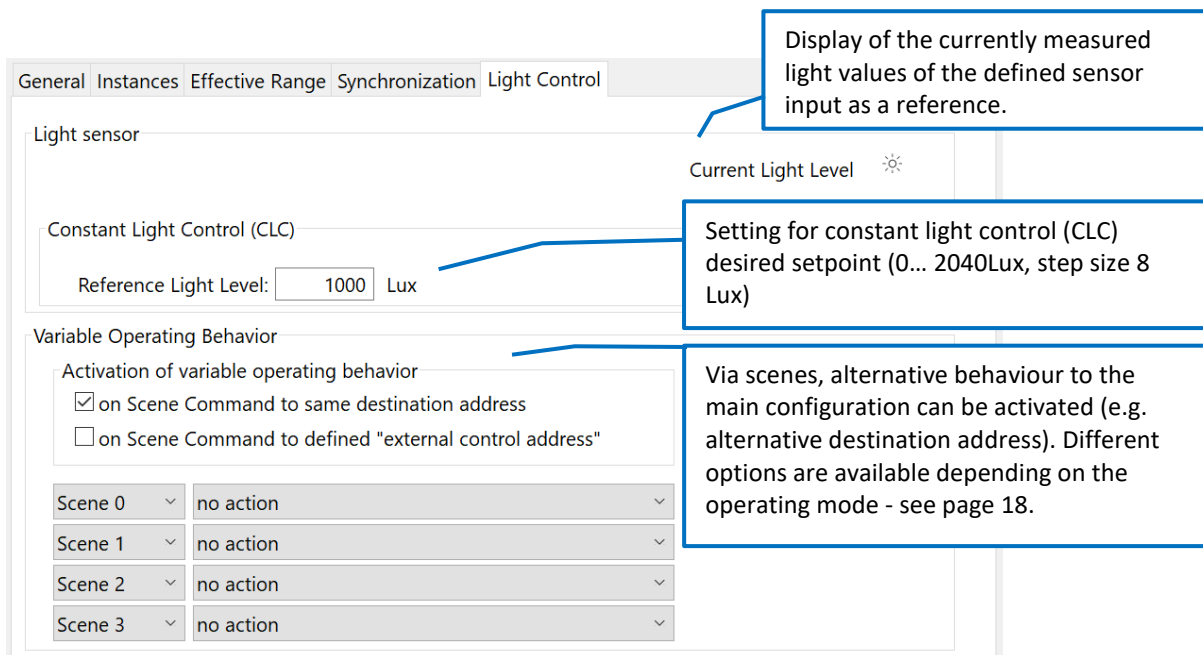 Display of the currently measured
light values of the defined sensor
input as a reference.
General Instances Effective Range Synchronization Light Control
Light sensor
Current Light Level
Constant Light Control (CLC)
Reference Light Level: 1000 Lux
Setting for constant light control (CLC)
desired setpoint (0... 2040Lux, step size 8
Lux)
Variable Operating Behavior
Activation of variable operating behavior
on Scene Command to same destination address
on Scene Command to defined "external control address"
Via scenes, alternative behaviour to the
main configuration can be activated (e.g.
alternative destination address). Different
options are available depending on the
operating mode - see page 18.
Scene 0 no action
Scene 1 no action
Scene 2 no action
Scene 3 no action